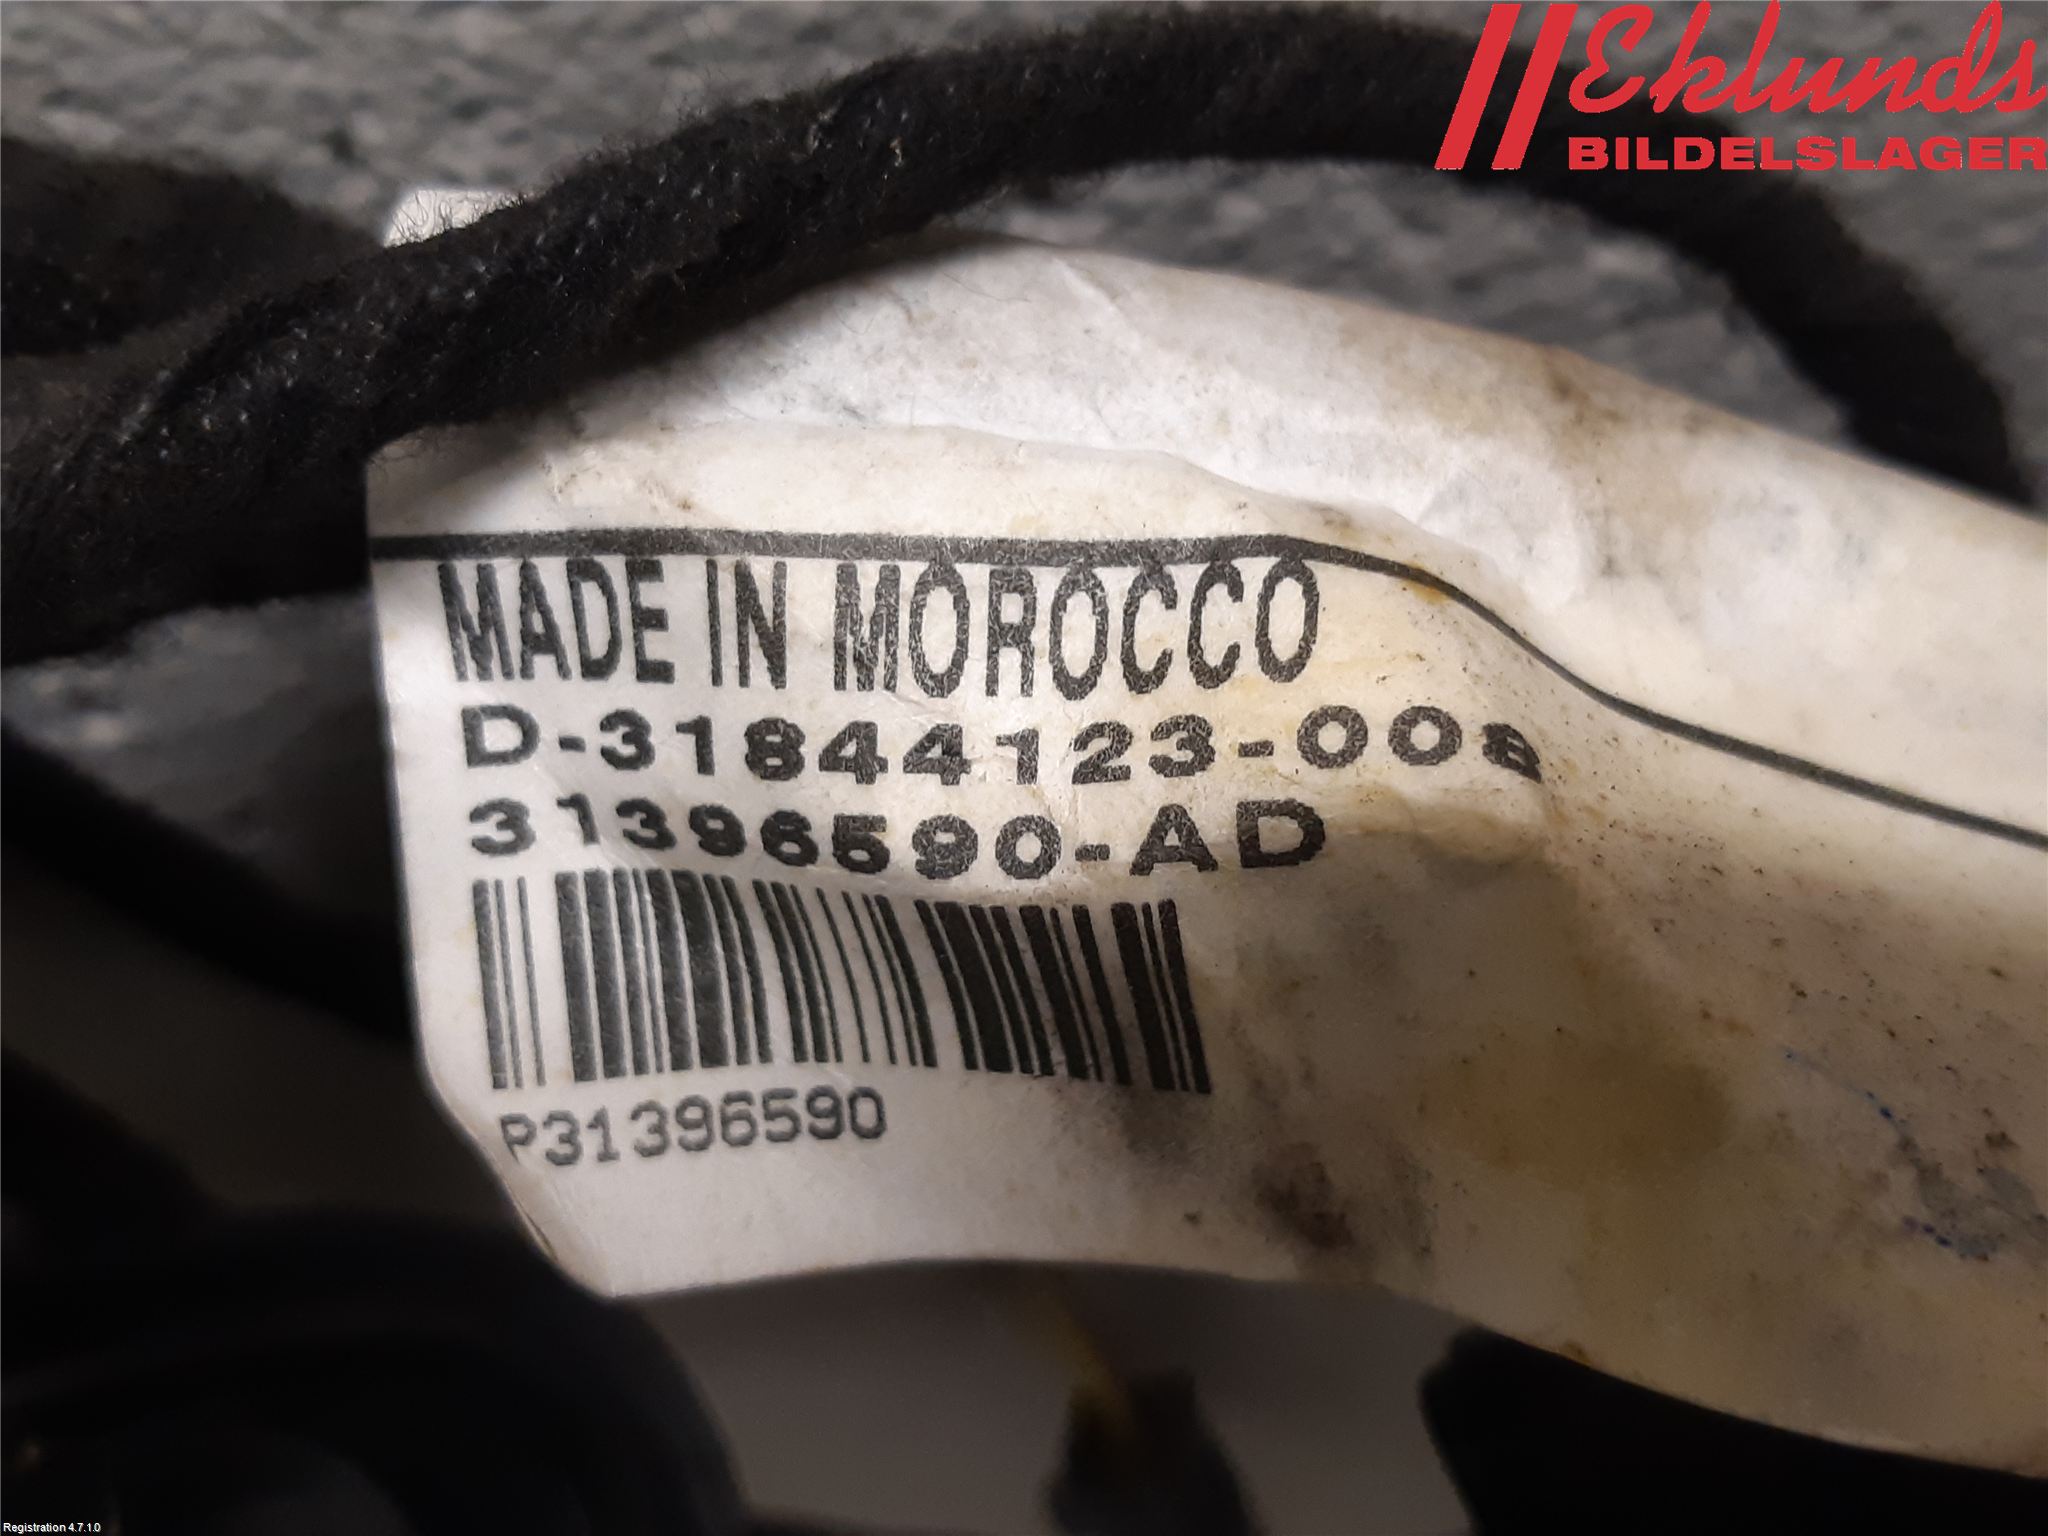 Eklunds
BILDELSLAGER
MADE IN MOROCCO
D-31844123-008
31396590-AD
P31396590
Registration 4.7.1.0